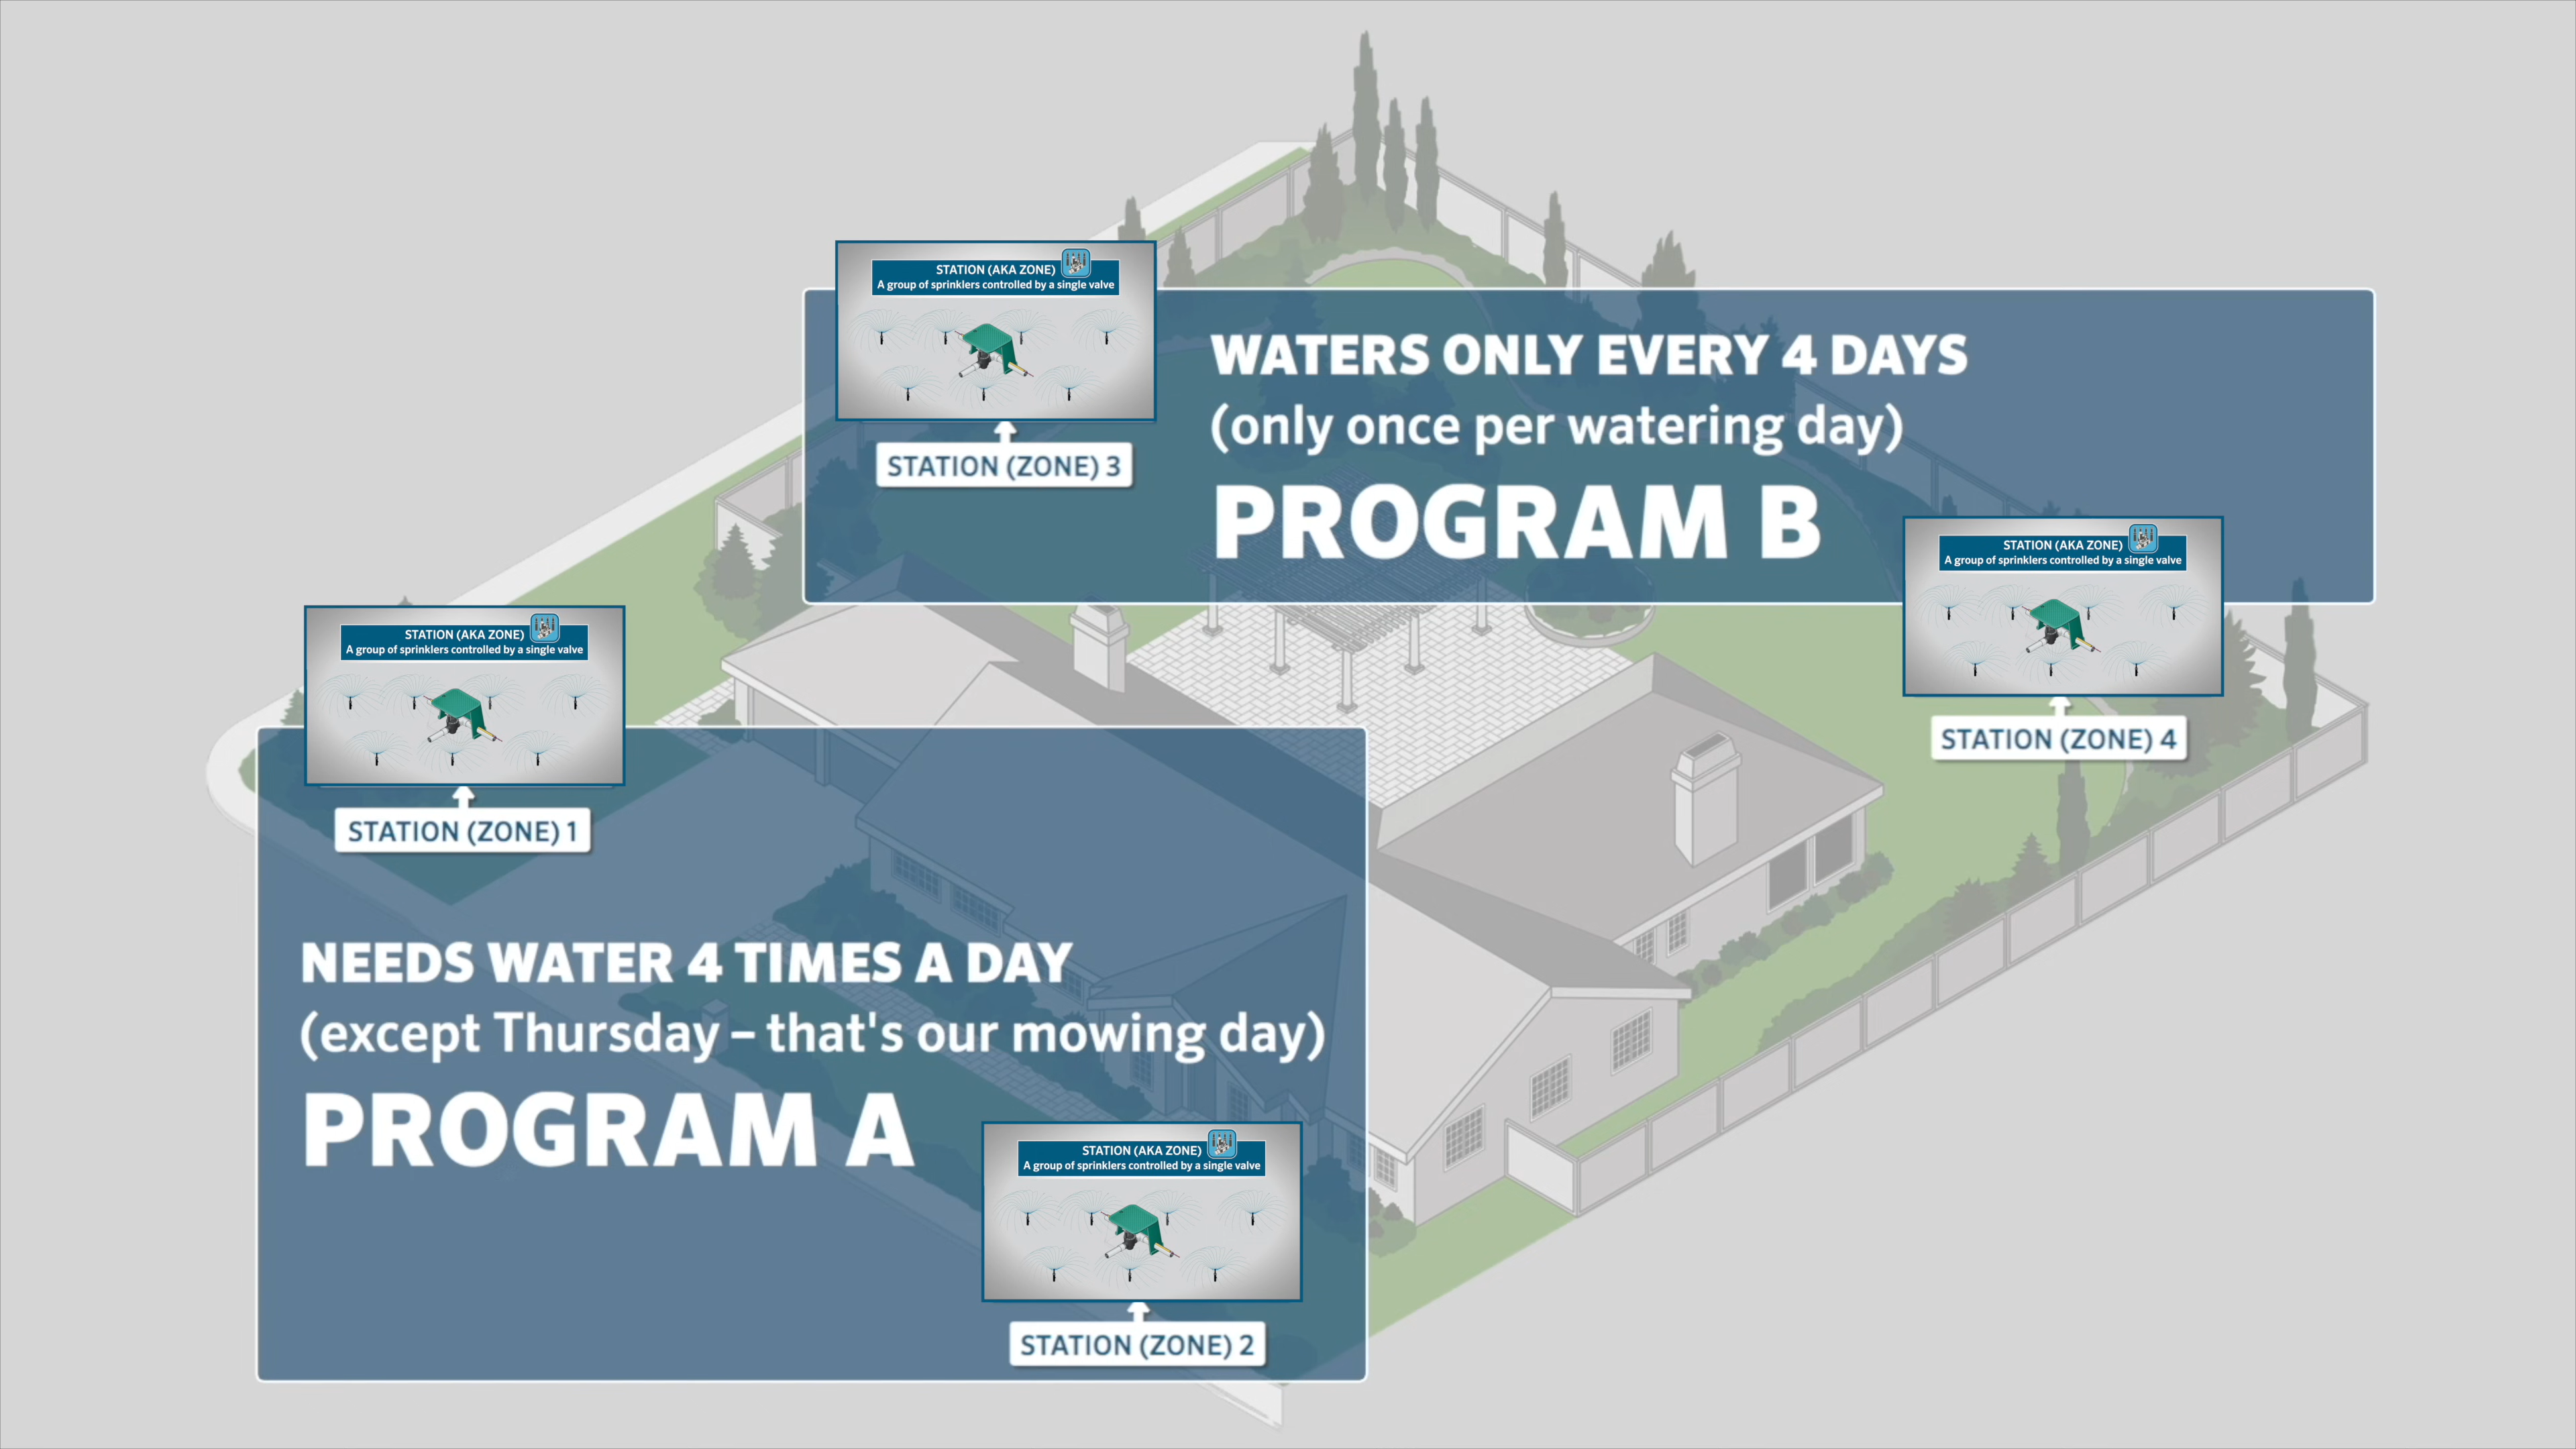 STATION (AKA ZONE)
A group of sprinklers controlled by a single valve
STATION (ZONE) 3
WATERS ONLY EVERY 4 DAYS
(only once per watering day)
PROGRAM B
STATION (AKA ZONE)
A group of sprinklers controlled by a single valve
STATION (ZONE) 4
STATION (AKA ZONE)
A group of sprinklers controlled by a single valve
STATION (ZONE) 1
NEEDS WATER 4 TIMES A DAY
(except Thursday – that's our mowing day)
PROGRAM A
STATION (AKA ZONE)
A group of sprinklers controlled by a single valve
STATION (ZONE) 2